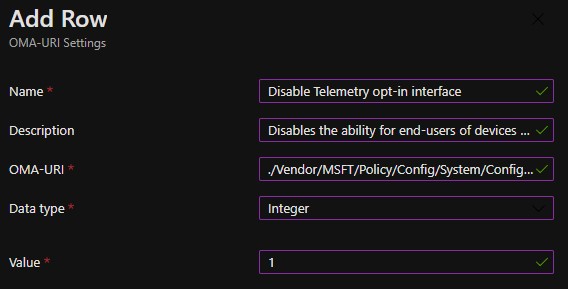 Add Row
OMA-URI Settings
Name * Disable Telemetry opt-in interface
Description Disables the ability for end-users of devices ...
OMA-URI * ./Vendor/MSFT/Policy/Config/System/Config...
Data type * Integer
Value * 1